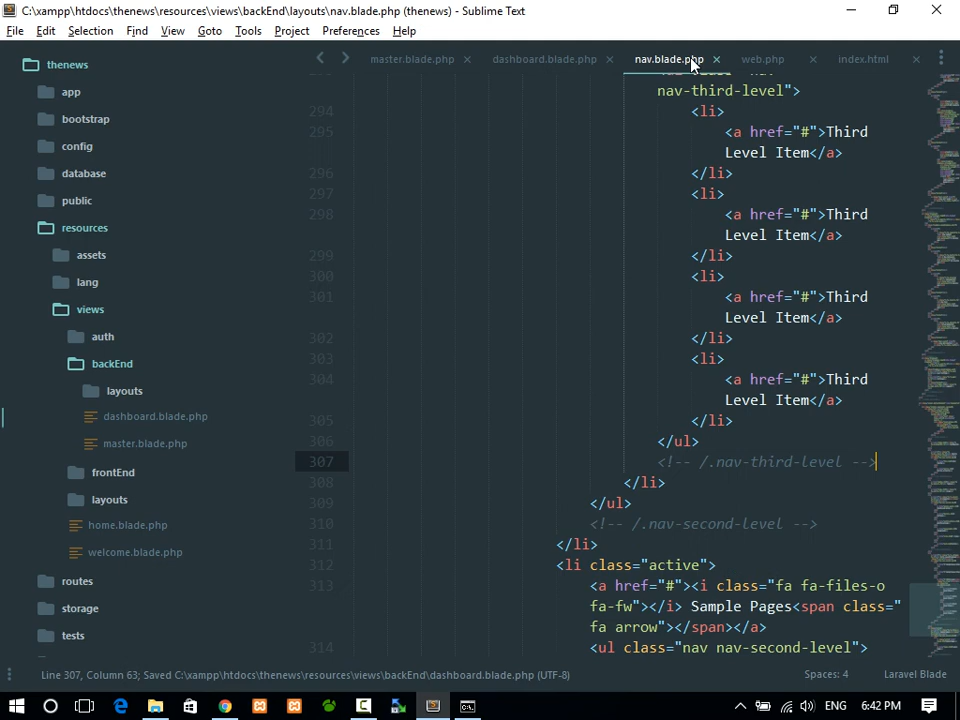 C:\xampp\htdocs\thenews\resources\views\backEnd\layouts\nav.blade.php (thenews) - Sublime Text
File Edit Selection Find View Goto Tools Project Preferences Help
thenews
app
bootstrap
config
database
public
resources
assets
lang
views
auth
backEnd
layouts
dashboard.blade.php
master.blade.php
frontEnd
layouts
home.blade.php
welcome.blade.php
routes
storage
tests
master.blade.php × dashboard.blade.php × nav.blade.php × web.php × index.html ×
nav-third-level">
294 <li>
295 <a href="#">Third
Level Item</a>
296 </li>
297 <li>
298 <a href="#">Third
Level Item</a>
299 </li>
300 <li>
301 <a href="#">Third
Level Item</a>
302 </li>
303 <li>
304 <a href="#">Third
Level Item</a>
305 </li>
306 </ul>
307 <!-- /.nav-third-level -->
308 </li>
309 </ul>
310 <!-- /.nav-second-level -->
311 </li>
312 <li class="active">
313 <a href="#"><i class="fa fa-files-o
fa-fw"></i> Sample Pages<span class="
fa arrow"></span></a>
314 <ul class="nav nav-second-level">
Line 307, Column 63; Saved C:\xampp\htdocs\thenews\resources\views\backEnd\dashboard.blade.php (UTF-8)
Spaces: 4
Laravel Blade
ENG
6:42 PM